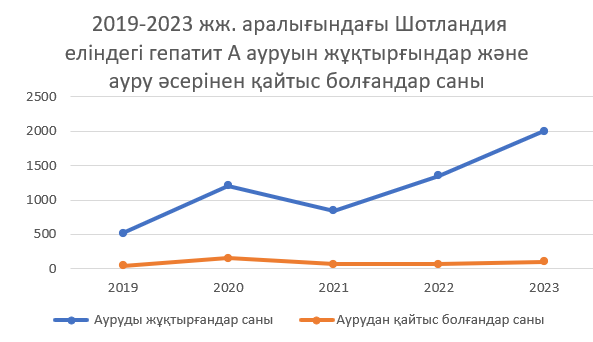 2019-2023 жж. аралығындағы Шотландия
еліндегі гепатит А ауруын жұқтырғындар және
ауру әсерінен қайтыс болғандар саны
2500
2000
1500
1000
500
0
2019 2020 2021 2022 2023
Ауруды жұқтырғандар саны Аурудан қайтыс болғандар саны